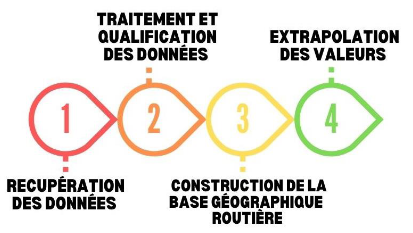 1
RECUPÉRATION
DES DONNÉES
2
TRAITEMENT ET
QUALIFICATION
DES DONNÉES
3
CONSTRUCTION DE LA
BASE GÉOGRAPHIQUE
ROUTIÈRE
4
EXTRAPOLATION
DES VALEURS